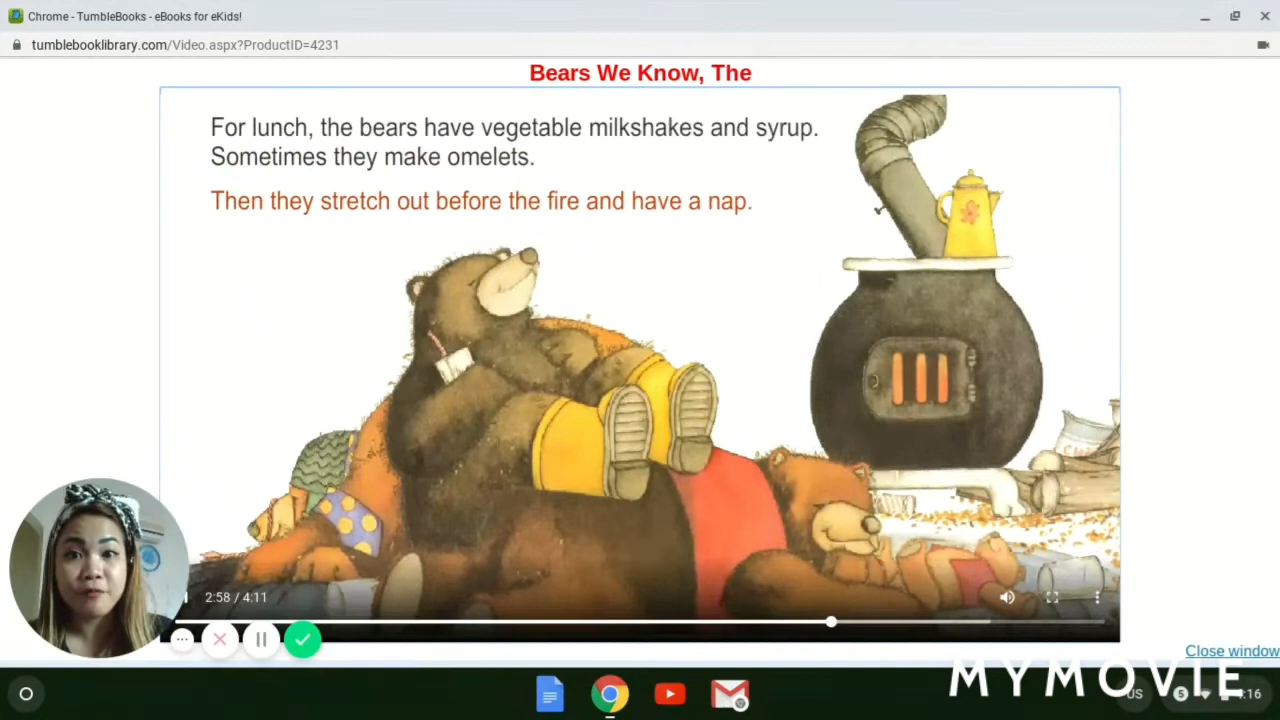 Chrome - TumbleBooks - eBooks for eKids!
tumblebooklibrary.com/Video.aspx?ProductID=4231
Bears We Know, The
For lunch, the bears have vegetable milkshakes and syrup.
Sometimes they make omelets.
Then they stretch out before the fire and have a nap.
2:58 / 4:11
Close window
MYMOVIE
US
5
:16